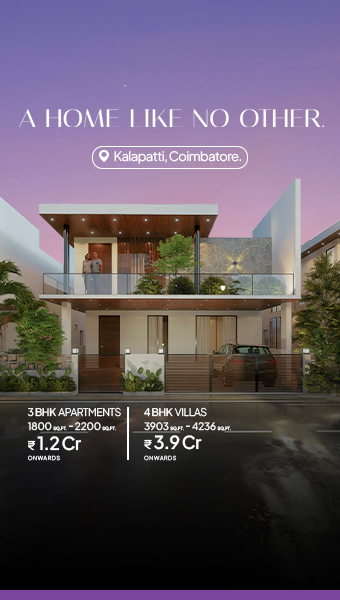 A HOME LIKE NO OTHER.
Kalapatti, Coimbatore.
3 BHK APARTMENTS
1800 SQ.FT. - 2200 SQ.FT.
₹ 1.2 Cr
ONWARDS
4 BHK VILLAS
3903 SQ.FT. - 4236 SQ.FT.
₹ 3.9 Cr
ONWARDS